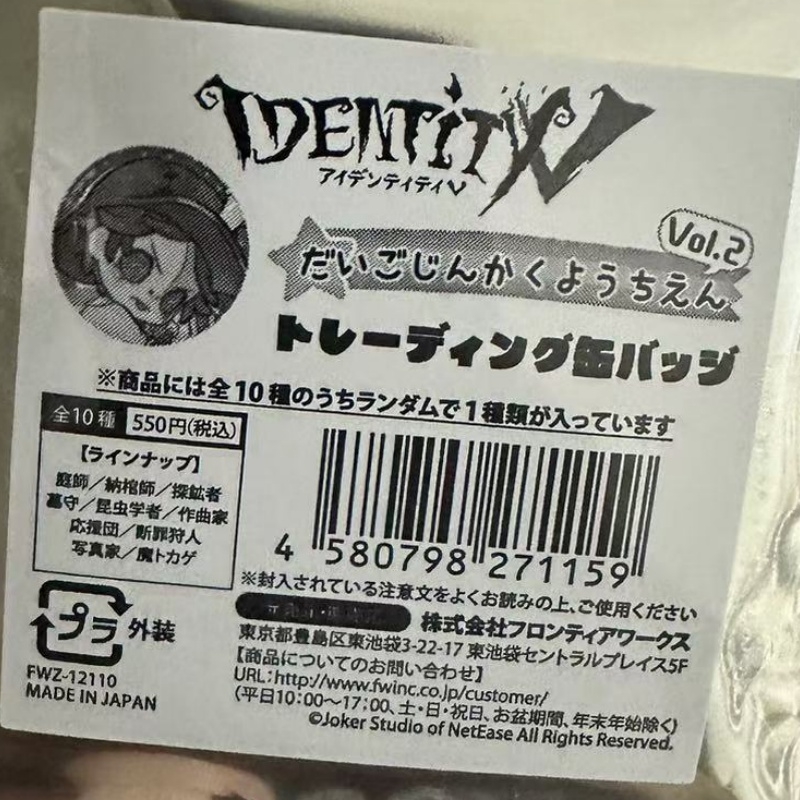 IDENTITY V
アイデンティティV
Vol.2
だいごじんかくようちえん
トレーディング缶バッジ
※商品には全10種のうちランダムで1種類が入っています
全10種 550円(税込)
【ラインナップ】
庭師／納棺師／探鉱者
墓守／昆虫学者／作曲家
応援団／断罪狩人
写真家／魔トカゲ
4 580798 271159
※封入されている注意文をよくお読みの上、ご使用ください
株式会社フロンティアワークス
東京都豊島区東池袋3-22-17 東池袋セントラルプレイス5F
【商品についてのお問い合わせ】
URL:http://www.fwinc.co.jp/customer/
(平日10:00～17:00、土・日・祝日、お盆期間、年末年始除く)
©Joker Studio of NetEase All Rights Reserved.
プラ 外装
FWZ-12110
MADE IN JAPAN